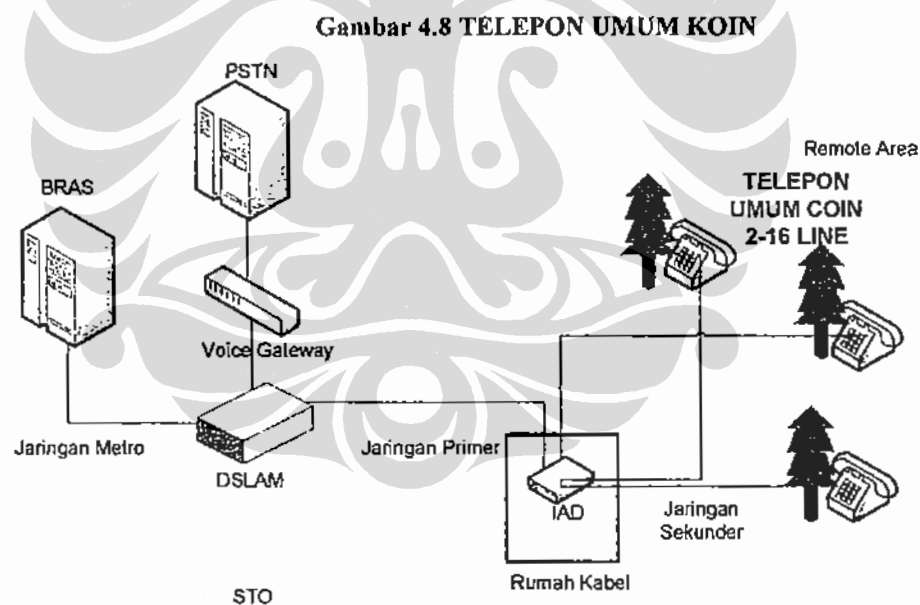 Gambar 4.8 TELEPON UMUM KOIN
PSTN
Remote Area
BRAS
TELEPON
UMUM COIN
2-16 LINE
Voice Galeway
Jaringan Metro
Jaringan Primer
DSLAM
IAD
Jaringan
Sekunder
Rumah Kabel
STO